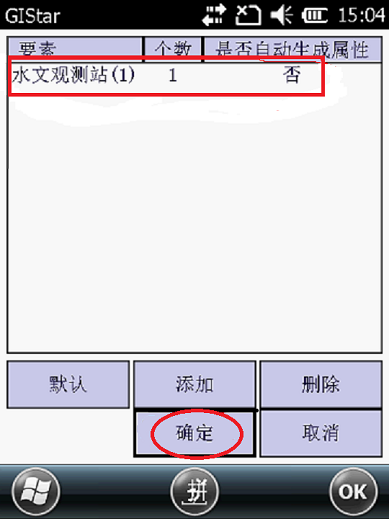 GIStar 15:04
要素 个数 是否自动生成属性
水文观测站(1) 1 否
默认 添加 删除
确定 取消
拼 OK